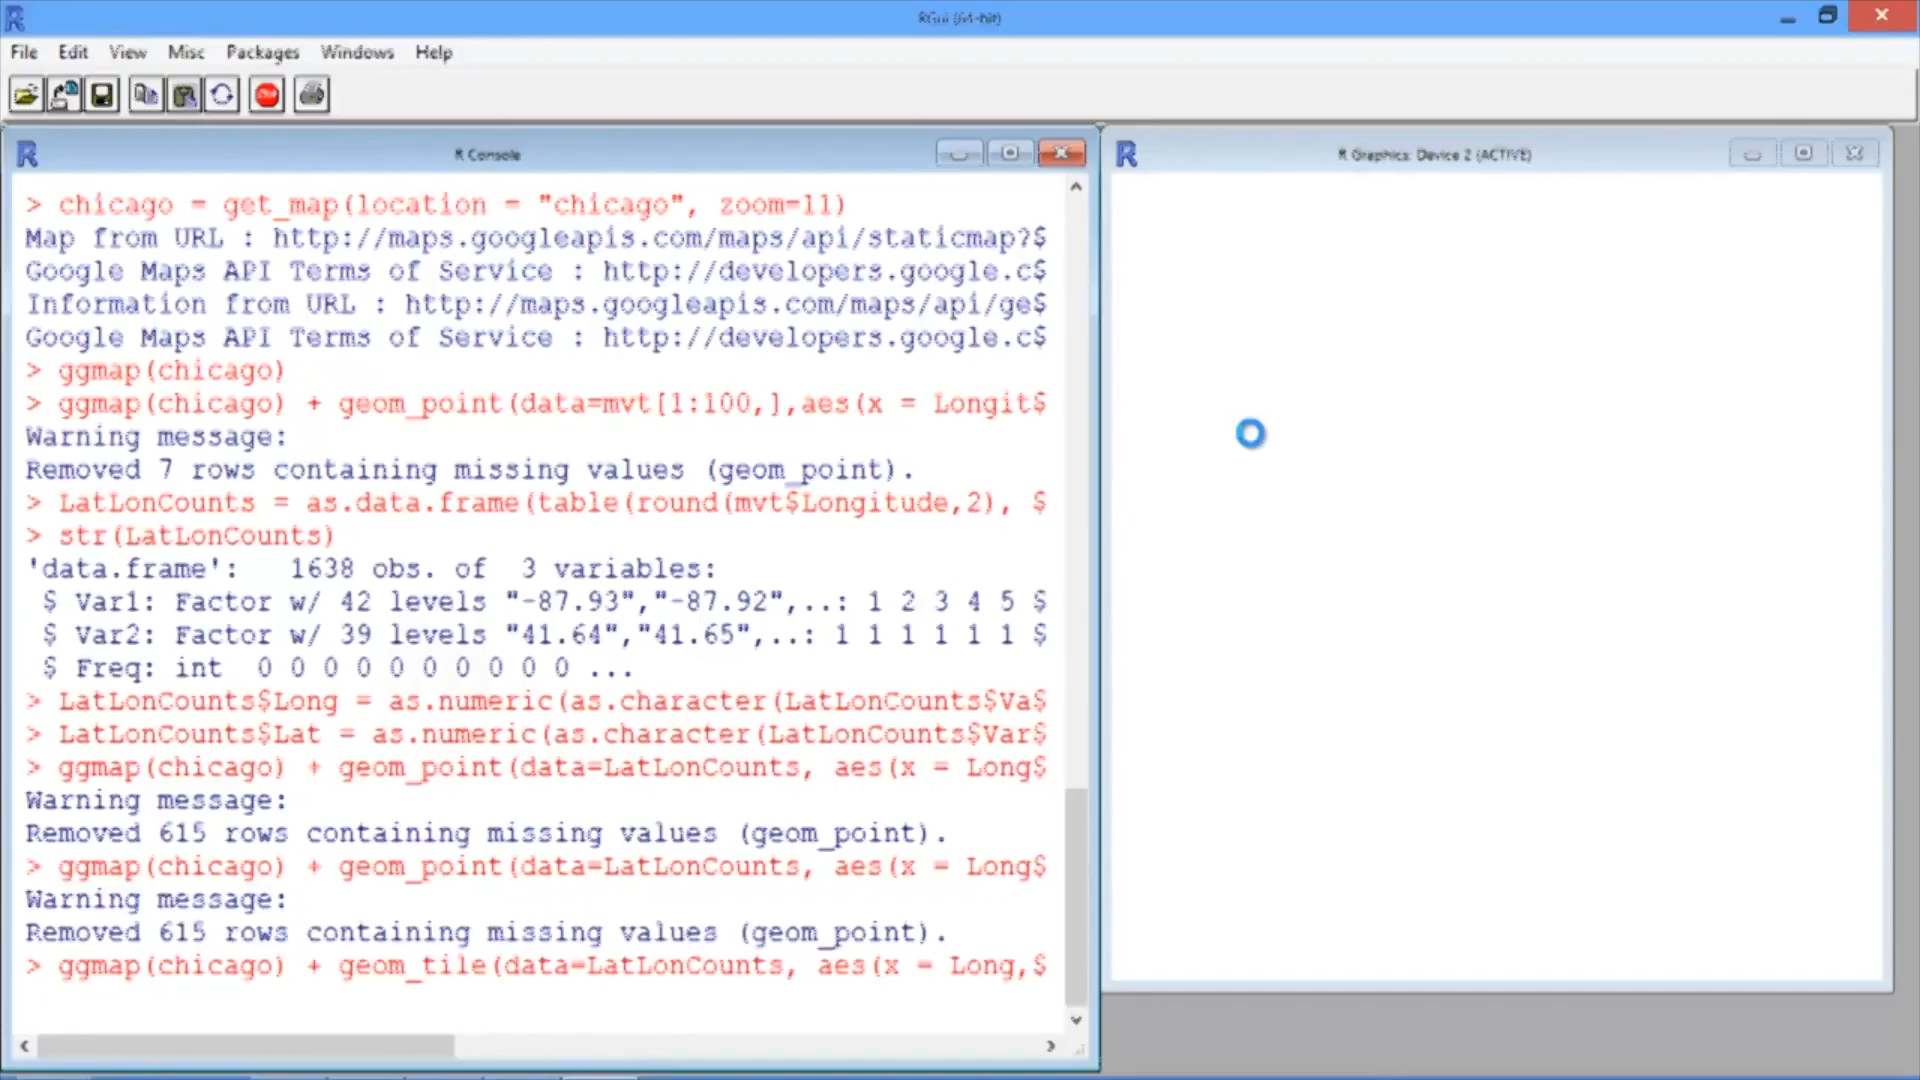 RGui (64-bit)
File Edit View Misc Packages Windows Help
STOP
R Console
> chicago = get_map(location = "chicago", zoom=11)
Map from URL : http://maps.googleapis.com/maps/api/staticmap?$
Google Maps API Terms of Service : http://developers.google.c$
Information from URL : http://maps.googleapis.com/maps/api/ge$
Google Maps API Terms of Service : http://developers.google.c$
> ggmap(chicago)
> ggmap(chicago) + geom_point(data=mvt[1:100,],aes(x = Longit$
Warning message:
Removed 7 rows containing missing values (geom_point).
> LatLonCounts = as.data.frame(table(round(mvt$Longitude,2), $
> str(LatLonCounts)
'data.frame':   1638 obs. of  3 variables:
 $ Var1: Factor w/ 42 levels "-87.93","-87.92",..: 1 2 3 4 5 $
 $ Var2: Factor w/ 39 levels "41.64","41.65",..: 1 1 1 1 1 1 $
 $ Freq: int  0 0 0 0 0 0 0 0 0 0 ...
> LatLonCounts$Long = as.numeric(as.character(LatLonCounts$Va$
> LatLonCounts$Lat = as.numeric(as.character(LatLonCounts$Var$
> ggmap(chicago) + geom_point(data=LatLonCounts, aes(x = Long$
Warning message:
Removed 615 rows containing missing values (geom_point).
> ggmap(chicago) + geom_point(data=LatLonCounts, aes(x = Long$
Warning message:
Removed 615 rows containing missing values (geom_point).
> ggmap(chicago) + geom_tile(data=LatLonCounts, aes(x = Long,$
R Graphics: Device 2 (ACTIVE)